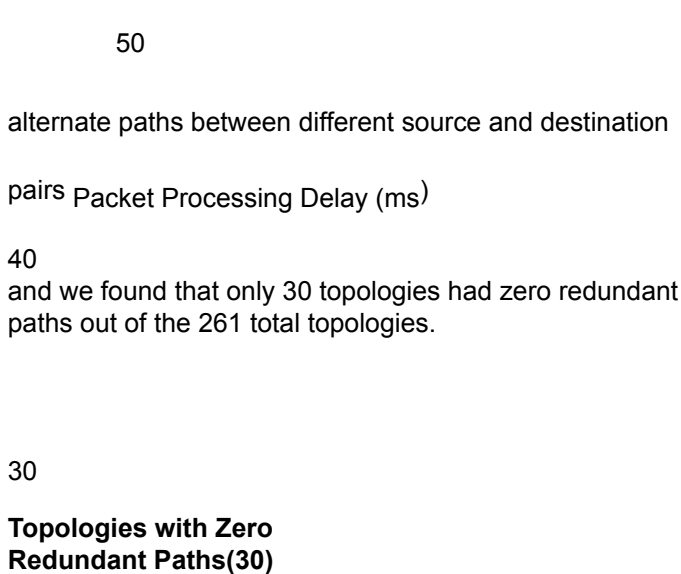 50
alternate paths between different source and destination
pairs Packet Processing Delay (ms)
40
and we found that only 30 topologies had zero redundant
paths out of the 261 total topologies.
30
Topologies with Zero
Redundant Paths(30)